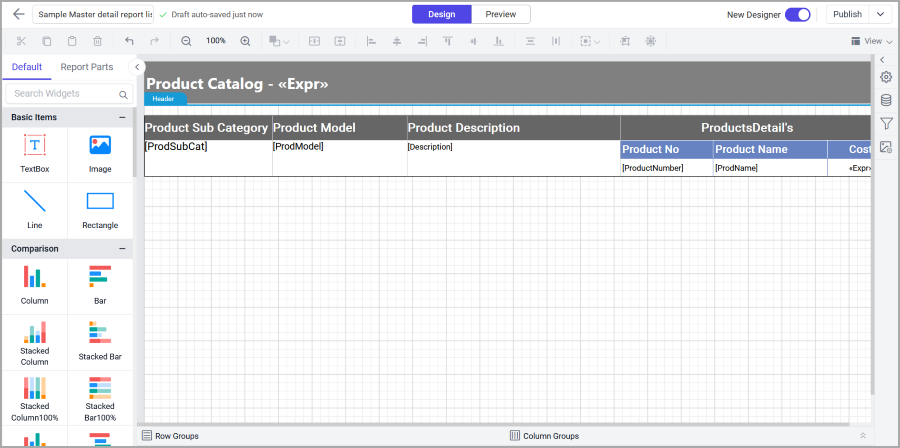 Sample Master detail report lis
Draft auto-saved just now
Design
Preview
New Designer
Publish
100%
View
Default
Report Parts
Search Widgets
Basic Items
TextBox
Image
Line
Rectangle
Comparison
Column
Bar
Stacked
Column
Stacked Bar
Stacked
Column100%
Stacked
Bar100%
Product Catalog - «Expr»
Header
Product Sub Category
Product Model
Product Description
ProductsDetail's
[ProdSubCat]
[ProdModel]
[Description]
Product No
Product Name
Cost
[ProductNumber]
[ProdName]
«Expr»
Row Groups
Column Groups